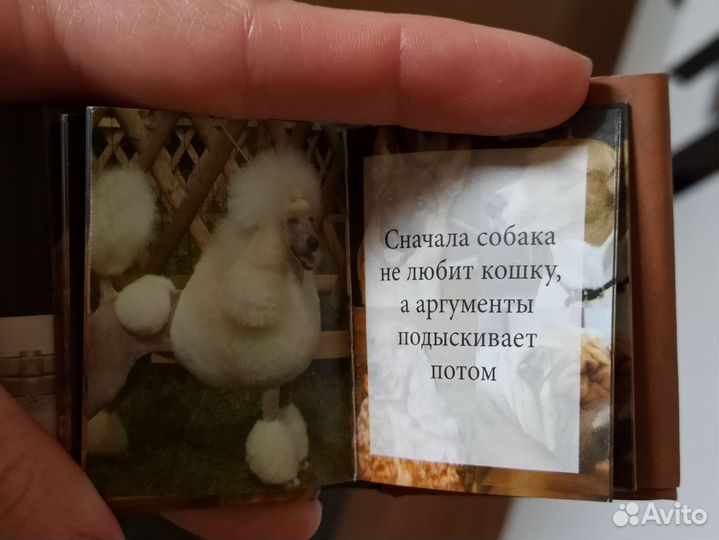 Сначала собака
не любит кошку,
а аргументы
подыскивает
потом
Avito